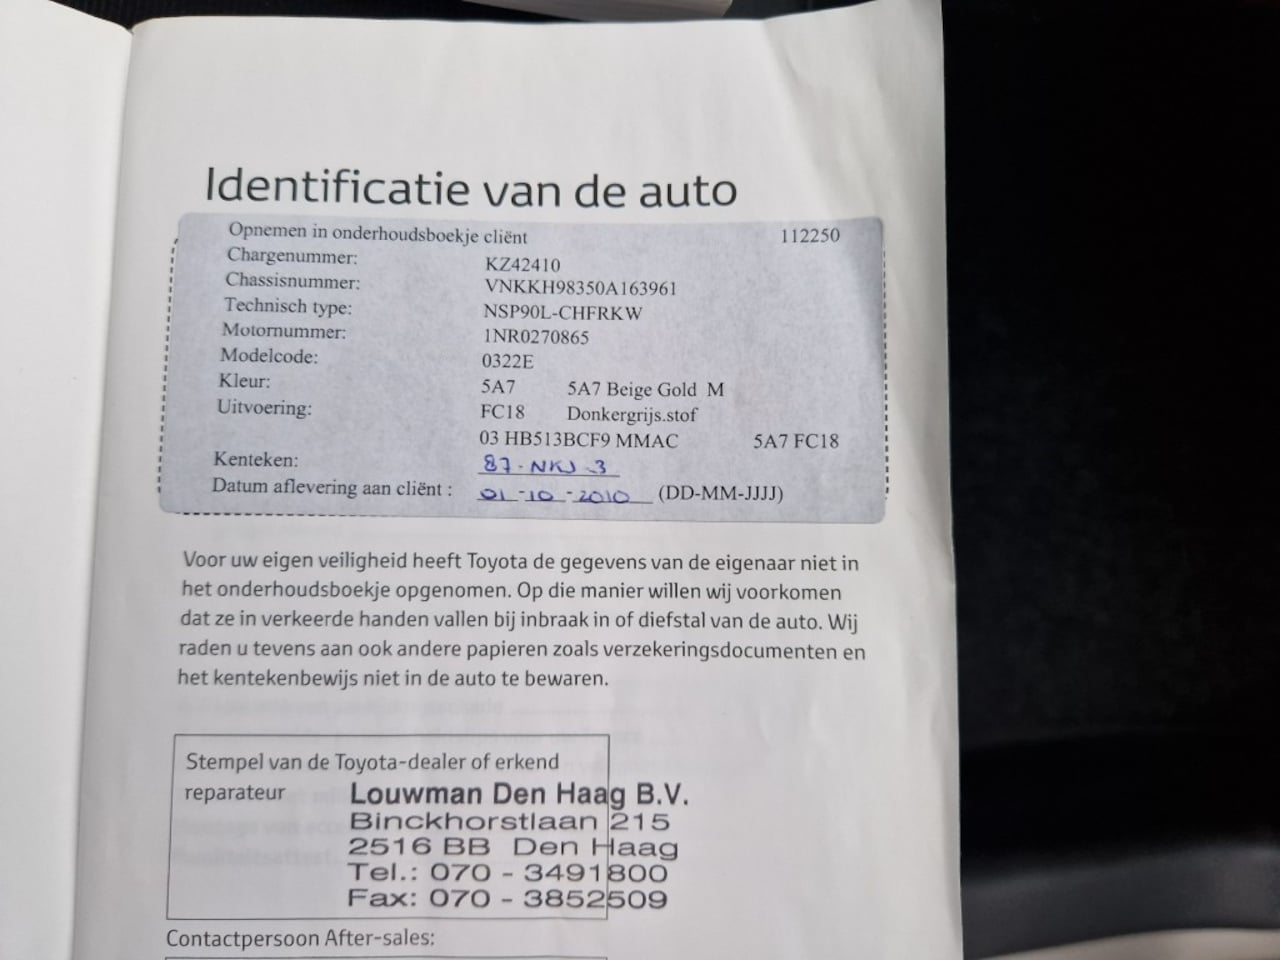 Identificatie van de auto
Opnemen in onderhoudsboekje cliënt 112250
Chargenummer: KZ42410
Chassisnummer: VNKKH98350A163961
Technisch type: NSP90L-CHFRKW
Motornummer: 1NR0270865
Modelcode: 0322E
Kleur: 5A7 5A7 Beige Gold M
Uitvoering: FC18 Donkergrijs.stof
03 HB513BCF9 MMAC 5A7 FC18
Kenteken: 87-NKJ-3
Datum aflevering aan cliënt : 01-10-2010 (DD-MM-JJJJ)
Voor uw eigen veiligheid heeft Toyota de gegevens van de eigenaar niet in
het onderhoudsboekje opgenomen. Op die manier willen wij voorkomen
dat ze in verkeerde handen vallen bij inbraak in of diefstal van de auto. Wij
raden u tevens aan ook andere papieren zoals verzekeringsdocumenten en
het kentekenbewijs niet in de auto te bewaren.
Stempel van de Toyota-dealer of erkend
reparateur
Louwman Den Haag B.V.
Binckhorstlaan 215
2516 BB Den Haag
Tel.: 070 - 3491800
Fax: 070 - 3852509
Contactpersoon After-sales: